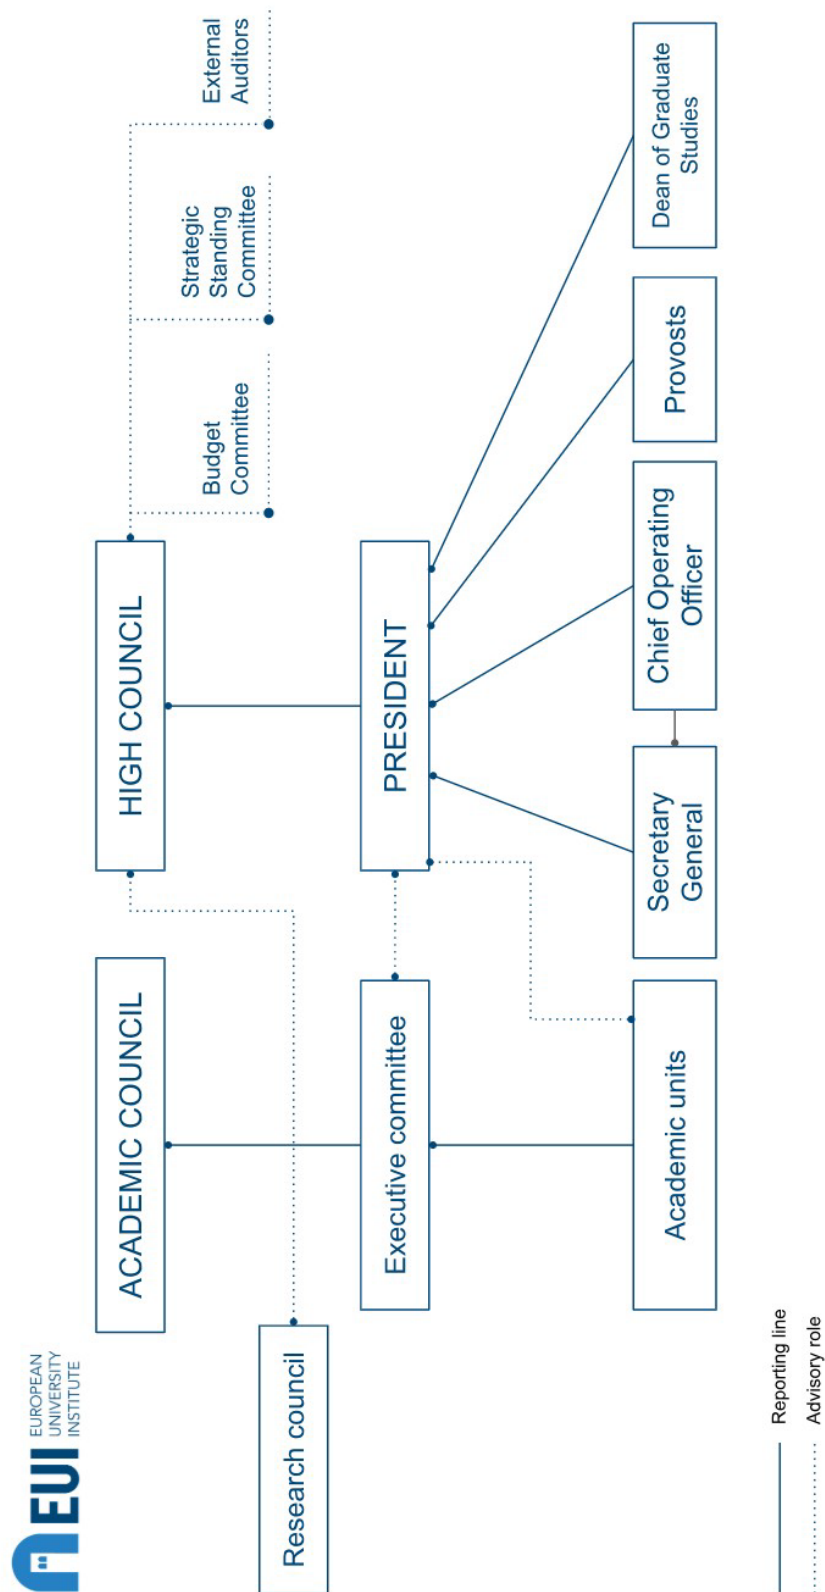 EUI
EUROPEAN
UNIVERSITY
INSTITUTE
ACADEMIC COUNCIL
HIGH COUNCIL
Budget
Committee
Strategic
Standing
Committee
External
Auditors
Research council
Executive committee
PRESIDENT
Academic units
Secretary
General
Chief Operating
Officer
Provosts
Dean of Graduate
Studies
Reporting line
Advisory role